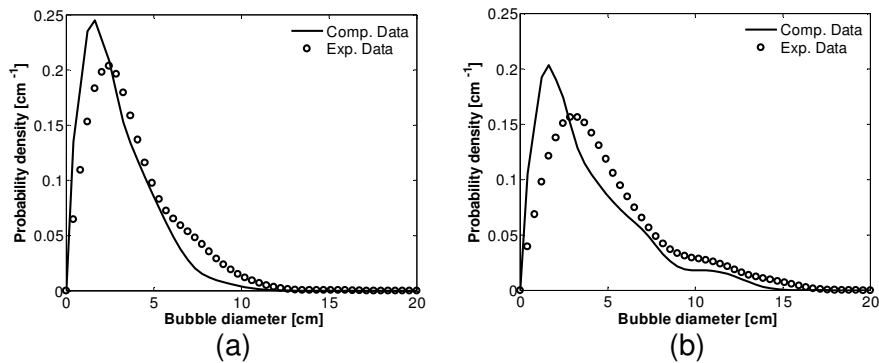 0.25
0.2
0.15
0.1
0.05
0
0 5 10 15 20
Probability density [cm -1]
Bubble diameter [cm]
Comp. Data
Exp. Data
(a)
0.25
0.2
0.15
0.1
0.05
0
0 5 10 15 20
Probability density [cm -1]
Bubble diameter [cm]
Comp. Data
Exp. Data
(b)